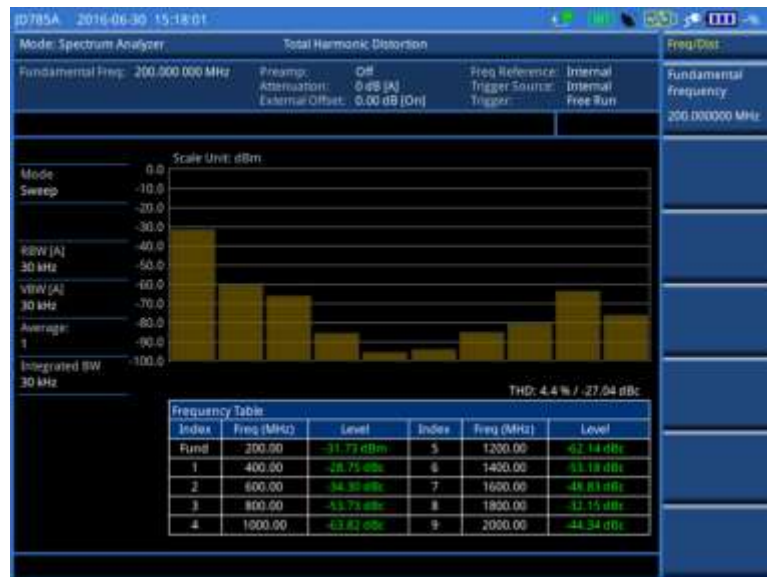 JD785A 2016-06-30 15:18:01
Mode: Spectrum Analyzer Total Harmonic Distortion Freq/Dist
Fundamental Freq: 200.000 000 MHz Preamp: Off Freq Reference: Internal
Attenuation: 0 dB [A] Trigger Source: Internal
External Offset: 0.00 dB [On] Trigger: Free Run
Fundamental
Frequency
200.000000 MHz
Scale Unit: dBm
Mode
Sweep
RBW [A]
30 kHz
VBW [A]
30 kHz
Average:
1
Integrated BW
30 kHz
0.0
-10.0
-20.0
-30.0
-40.0
-50.0
-60.0
-70.0
-80.0
-90.0
-100.0
THD: 4.4 % / -27.04 dBc
Frequency Table
Index Freq (MHz) Level Index Freq (MHz) Level
Fund 200.00 -31.73 dBm 5 1200.00 -62.14 dBc
1 400.00 -28.75 dBc 6 1400.00 -53.18 dBc
2 600.00 -34.30 dBc 7 1600.00 -48.83 dBc
3 800.00 -53.73 dBc 8 1800.00 -32.15 dBc
4 1000.00 -63.82 dBc 9 2000.00 -44.34 dBc